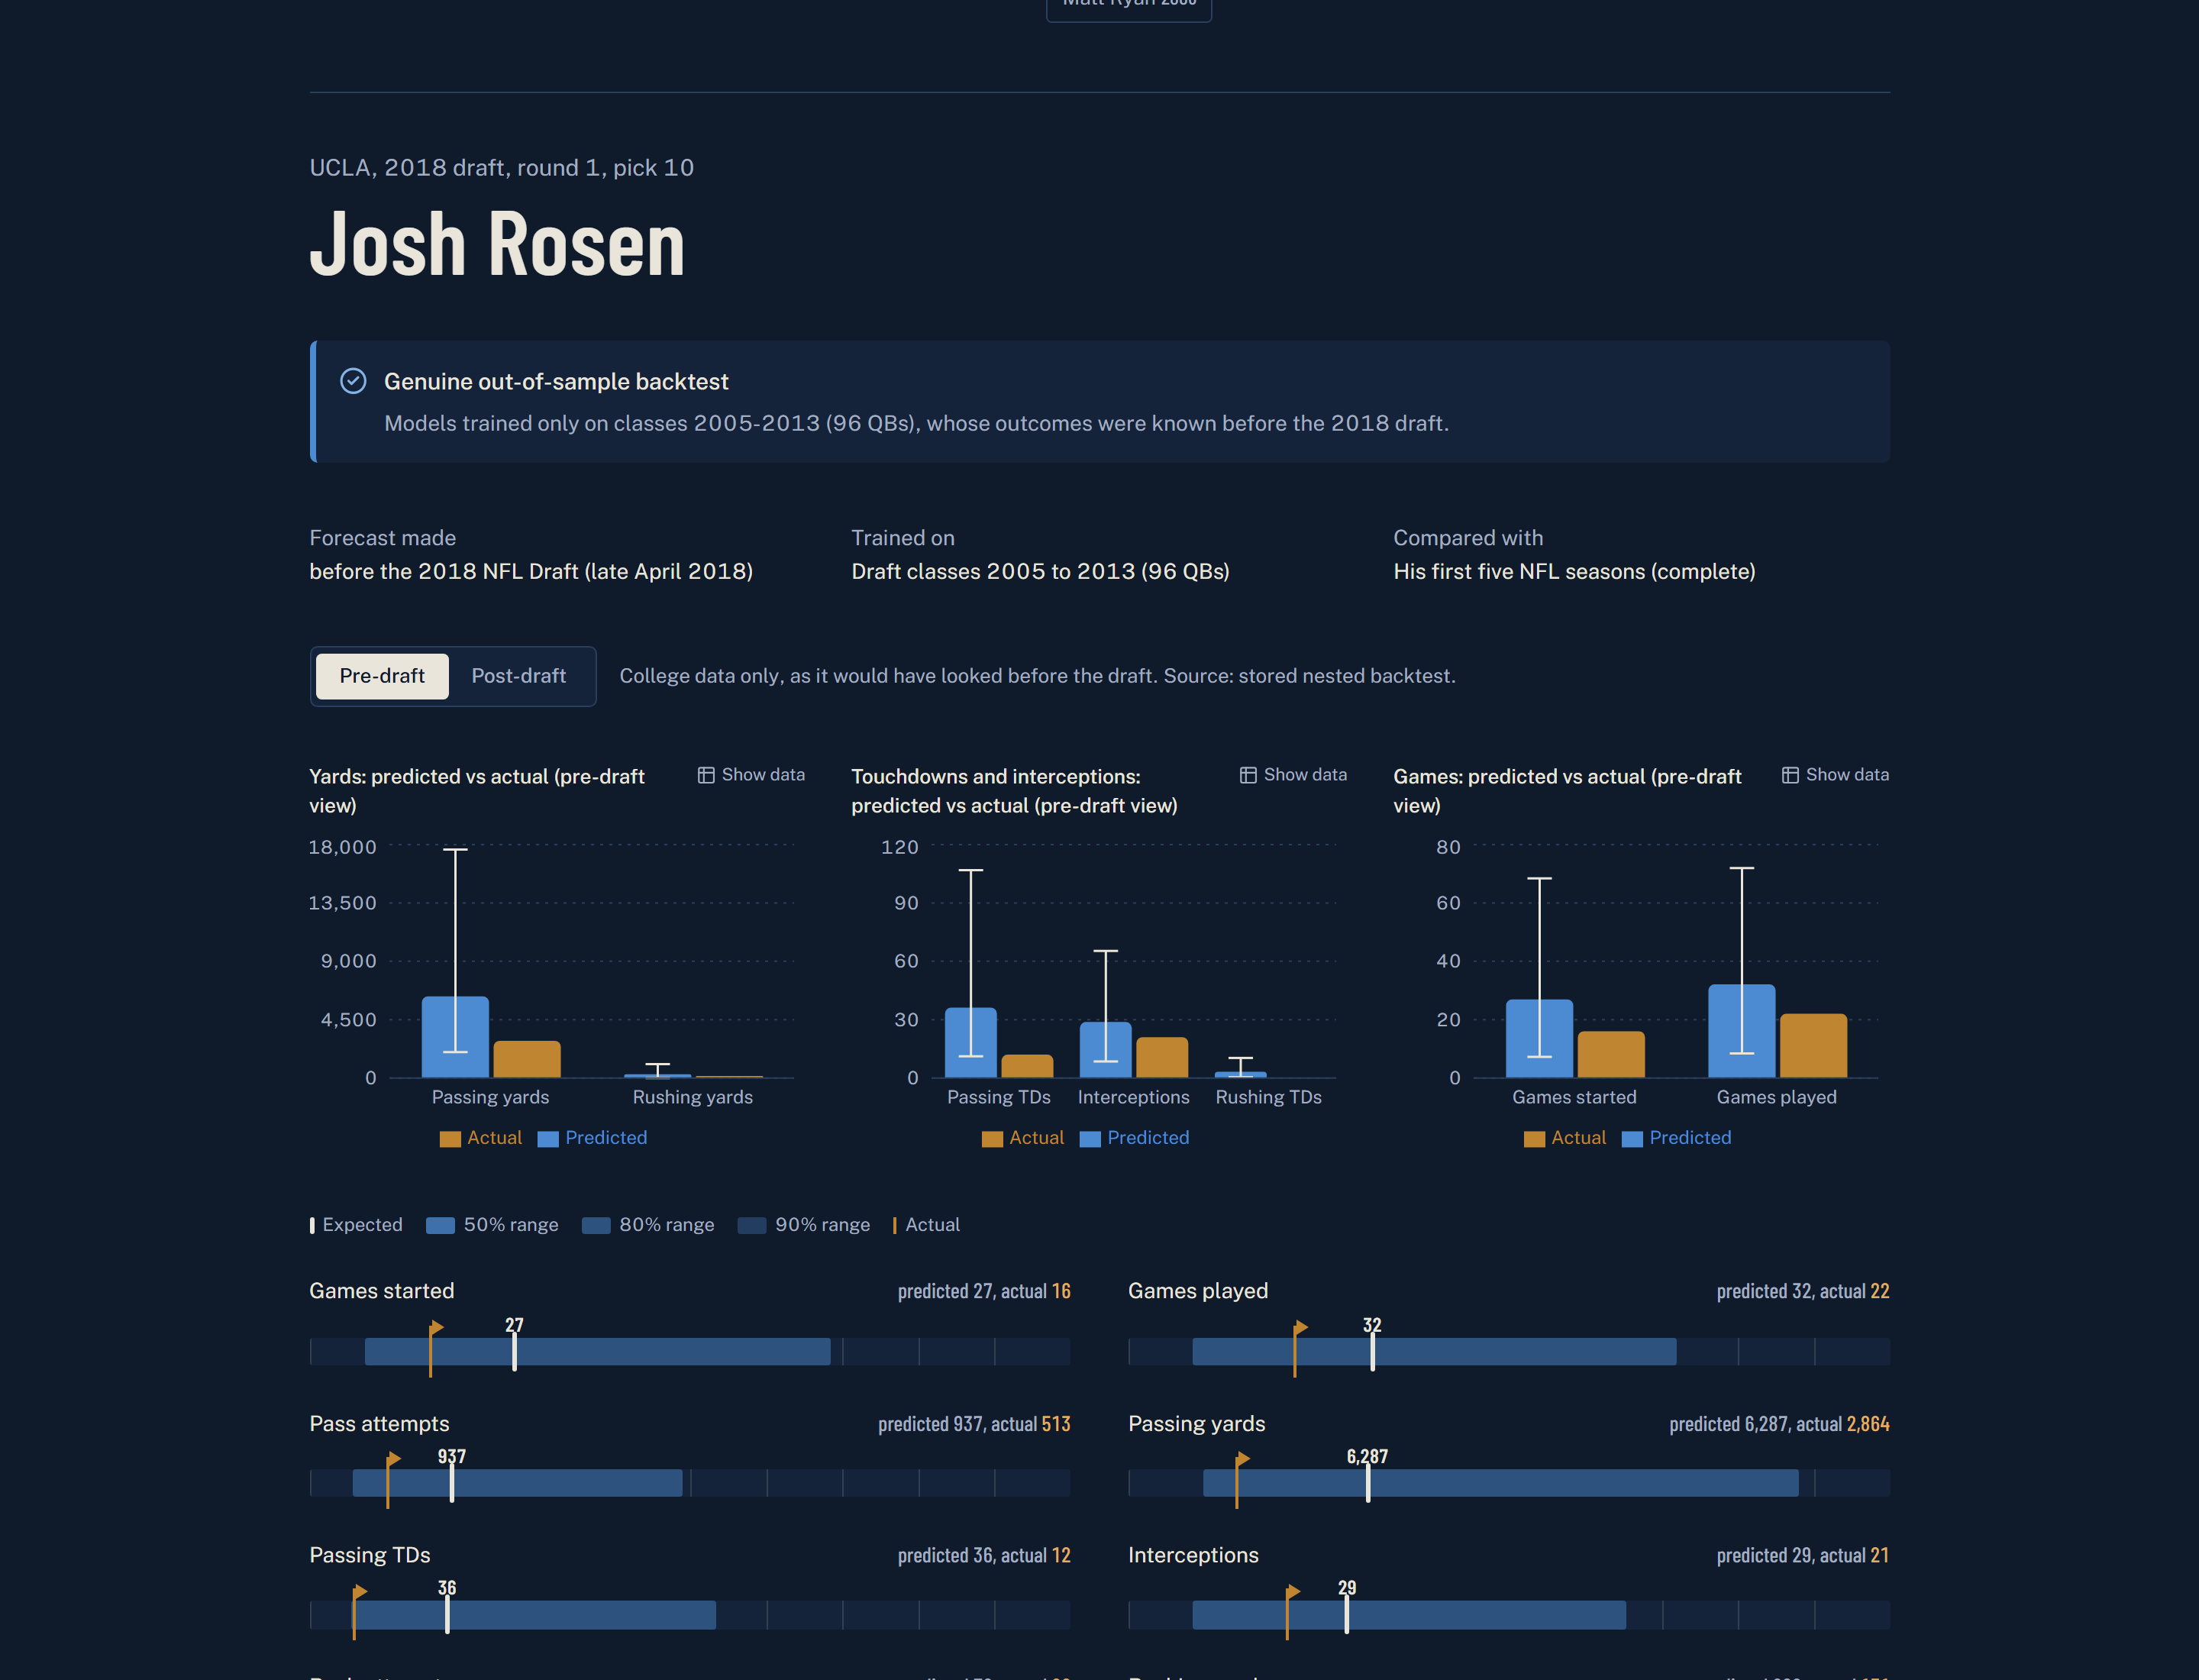 UCLA, 2018 draft, round 1, pick 10
Josh Rosen
Genuine out-of-sample backtest
Models trained only on classes 2005-2013 (96 QBs), whose outcomes were known before the 2018 draft.
Forecast made
before the 2018 NFL Draft (late April 2018)
Trained on
Draft classes 2005 to 2013 (96 QBs)
Compared with
His first five NFL seasons (complete)
Pre-draft
Post-draft
College data only, as it would have looked before the draft. Source: stored nested backtest.
Yards: predicted vs actual (pre-draft
view)
Show data
18,000
13,500
9,000
4,500
0
Passing yards
Rushing yards
Actual
Predicted
Touchdowns and interceptions:
predicted vs actual (pre-draft view)
Show data
120
90
60
30
0
Passing TDs
Interceptions
Rushing TDs
Actual
Predicted
Games: predicted vs actual (pre-draft
view)
Show data
80
60
40
20
0
Games started
Games played
Actual
Predicted
Expected
50% range
80% range
90% range
Actual
Games started
predicted 27, actual 16
27
Games played
predicted 32, actual 22
32
Pass attempts
predicted 937, actual 513
937
Passing yards
predicted 6,287, actual 2,864
6,287
Passing TDs
predicted 36, actual 12
36
Interceptions
predicted 29, actual 21
29